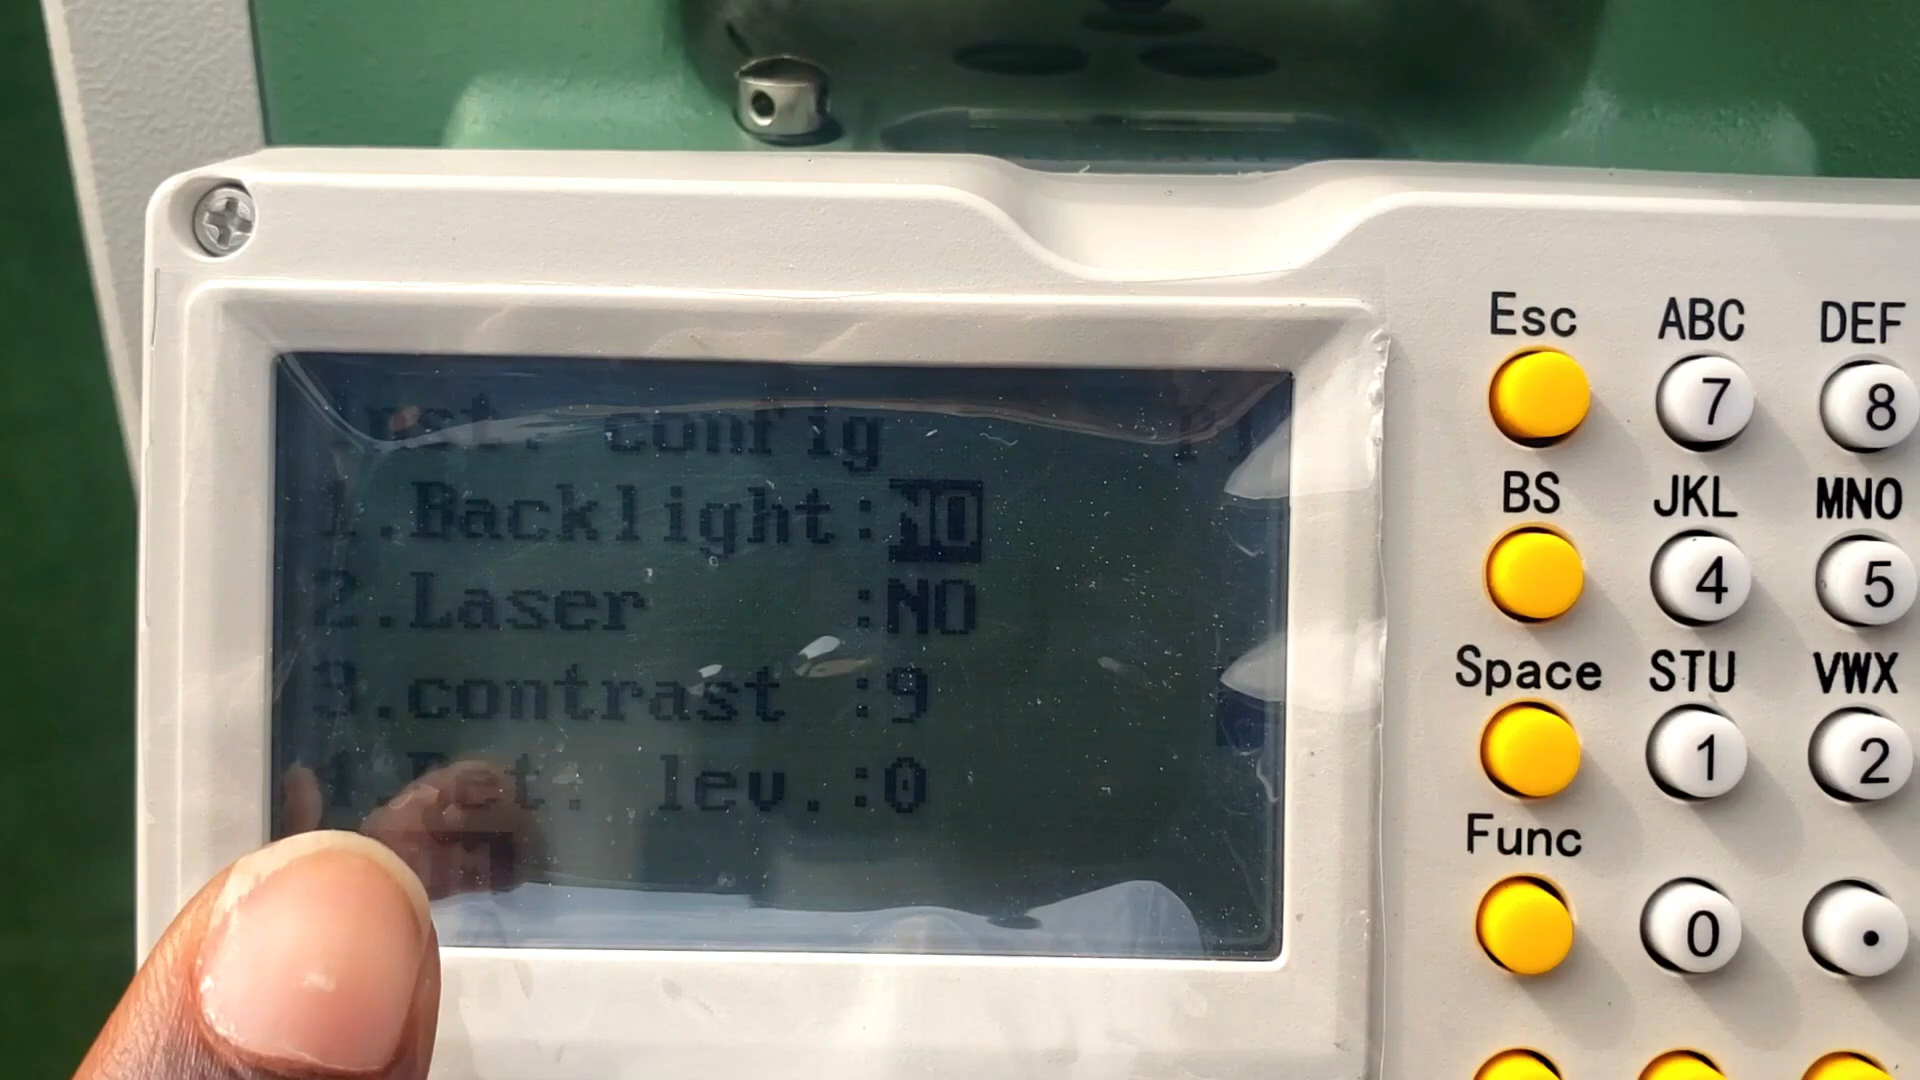 config
1.Backlight:NO
2.Laser :NO
3.contrast :9
lev.:0
Esc ABC DEF
7 8
BS JKL MNO
4 5
Space STU VWX
1 2
Func
0 .